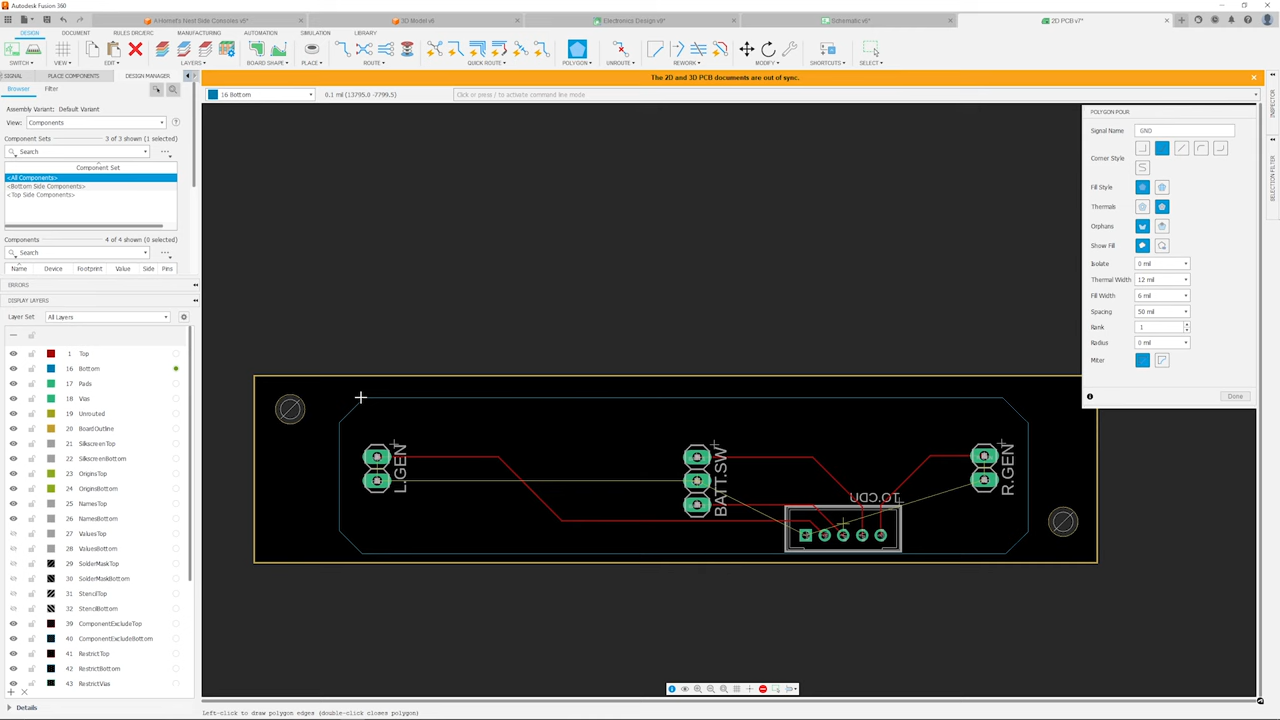 Autodesk Fusion 360
A-Hornet's Nest Side Consoles v5*
3D Model v6
Electronics Design v9*
Schematic v6*
2D PCB v7*
DESIGN
DOCUMENT
RULES DRC/ERC
MANUFACTURING
AUTOMATION
SIMULATION
SWITCH
VIEW
EDIT
LAYERS
BOARD SHAPE
PLACE
ROUTE
QUICK ROUTE
POLYGON
UNROUTE
REWORK
MODIFY
SHORTCUTS
SELECT
SIGNAL
PLACE COMPONENTS
DESIGN MANAGER
The 2D and 3D PCB documents are out of sync.
Browser
Filter
16 Bottom
0.1 mil (13795.0 -7799.5)
Click or press / to activate command line mode
Assembly Variant: Default Variant
View: Components
Component Sets 3 of 3 shown (1 selected)
Search
Component Set
<All Components>
<Bottom Side Components>
<Top Side Components>
Components 4 of 4 shown (0 selected)
Search
Name Device Footprint Value Side Pins
ERRORS
DISPLAY LAYERS
Layer Set All Layers
1 Top
16 Bottom
17 Pads
18 Vias
19 Unrouted
20 BoardOutline
21 SilkscreenTop
22 SilkscreenBottom
23 OriginsTop
24 OriginsBottom
25 NamesTop
26 NamesBottom
27 ValuesTop
28 ValuesBottom
29 SolderMaskTop
30 SolderMaskBottom
31 StencilTop
32 StencilBottom
39 ComponentExcludeTop
40 ComponentExcludeBottom
41 RestrictTop
42 RestrictBottom
43 RestrictVias
Details
L.GEN
BATT.SW
TO.CDU
R.GEN
POLYGON POUR
Signal Name GND
Corner Style
Fill Style
Thermals
Orphans
Show Fill
Isolate 0 mil
Thermal Width 12 mil
Fill Width 6 mil
Spacing 50 mil
Rank 1
Radius 0 mil
Miter
Done
INSPECTOR
SELECTION FILTER
Left-click to draw polygon edges (double-click closes polygon)